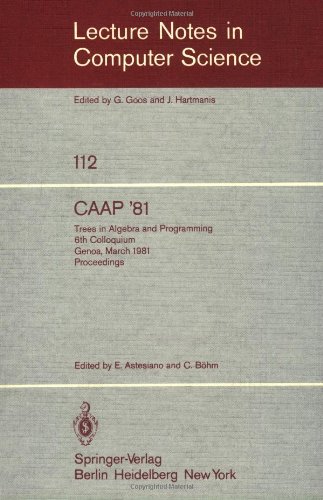 Lecture Notes in
Computer Science
Edited by G. Goos and J. Hartmanis
112
CAAP '81
Trees in Algebra and Programming
6th Colloquium
Genoa, March 1981
Proceedings
Edited by E. Astesiano and C. Böhm
Springer-Verlag
Berlin Heidelberg New York